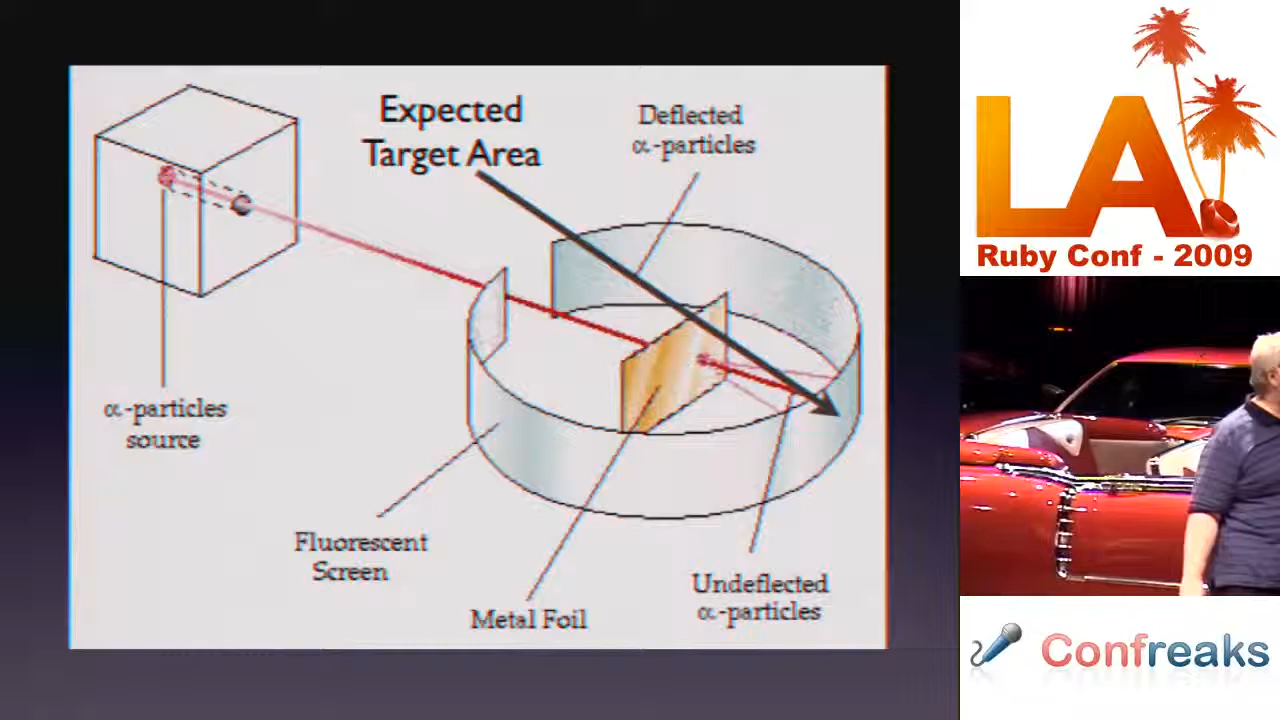 Expected
Target Area
Deflected
α-particles
α-particles
source
Fluorescent
Screen
Metal Foil
Undeflected
α-particles
LA
Ruby Conf - 2009
Confreaks